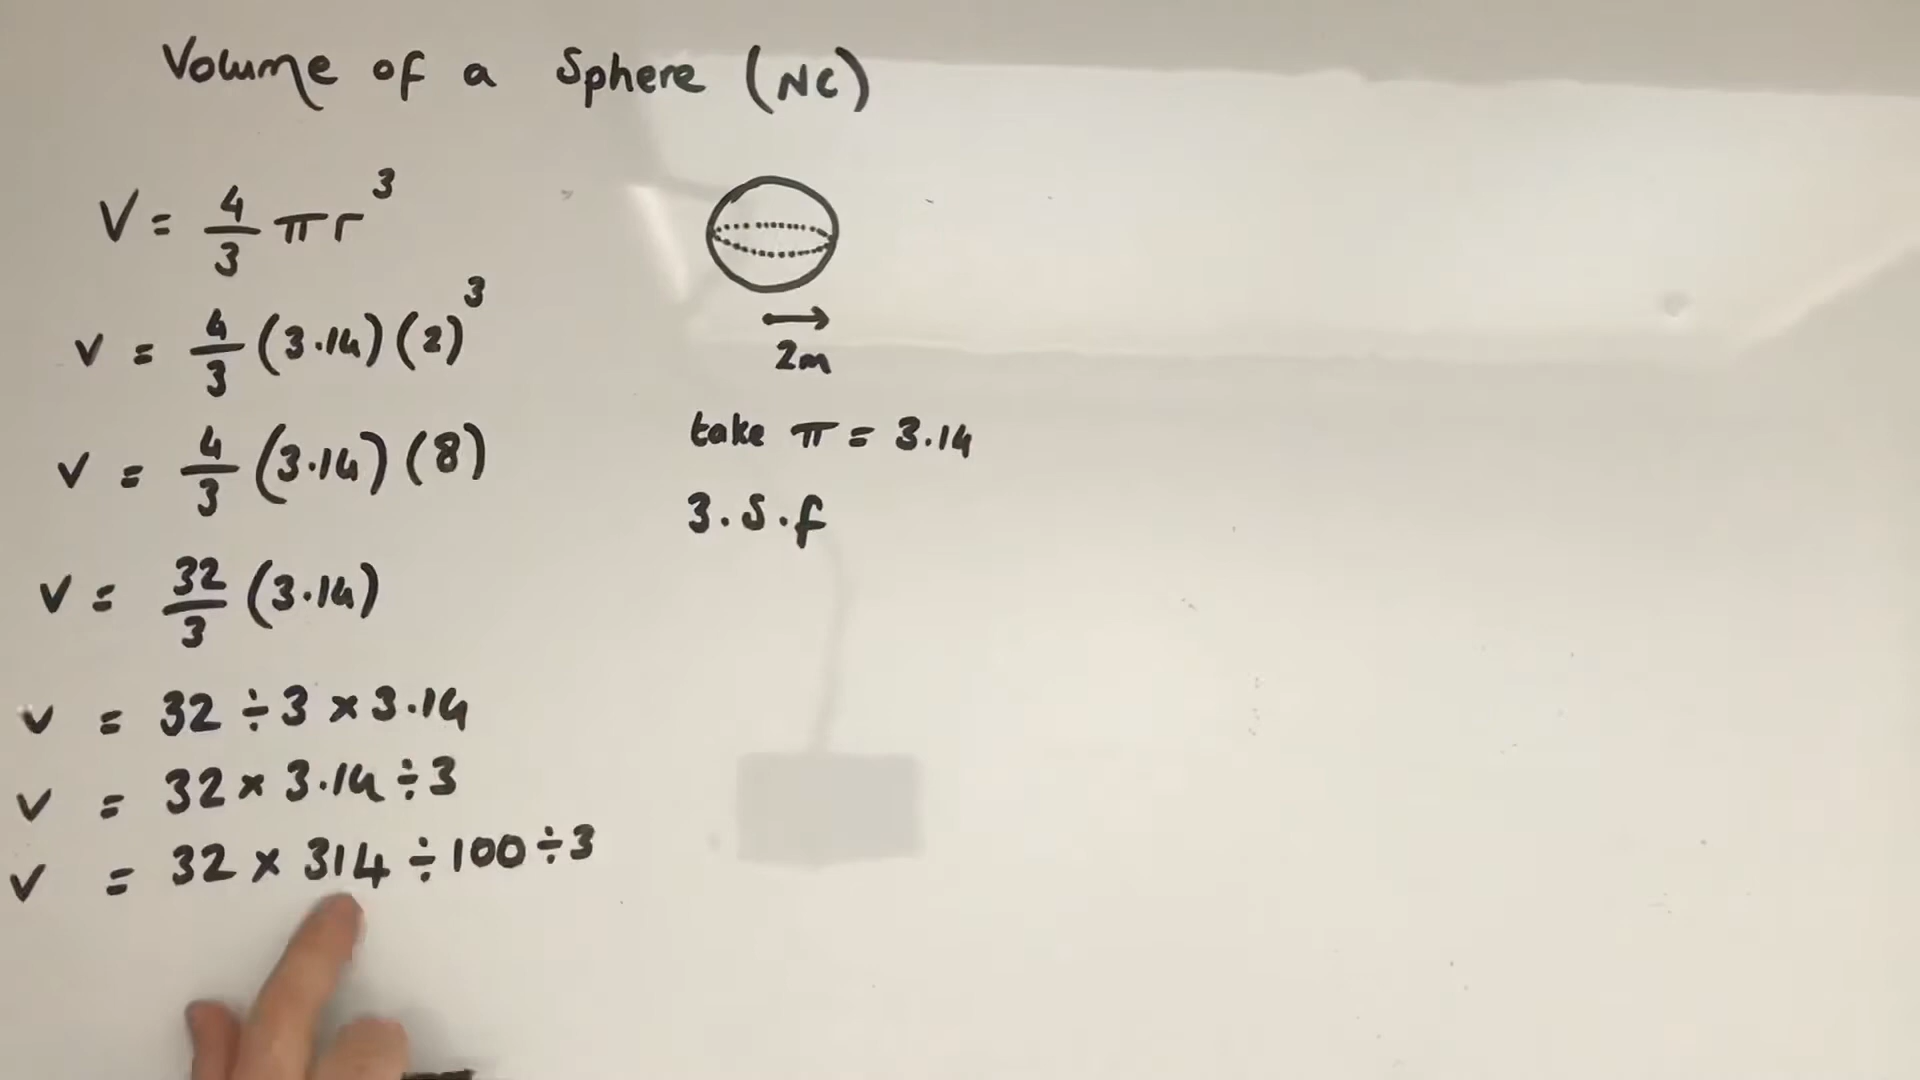 Volume of a Sphere (NC)
V = 4/3 πr³
V = 4/3 (3.14)(2)³
V = 4/3 (3.14)(8)
V = 32/3 (3.14)
V = 32 ÷ 3 × 3.14
V = 32 × 3.14 ÷ 3
V = 32 × 314 ÷ 100 ÷ 3
2m
take π = 3.14
3.s.f